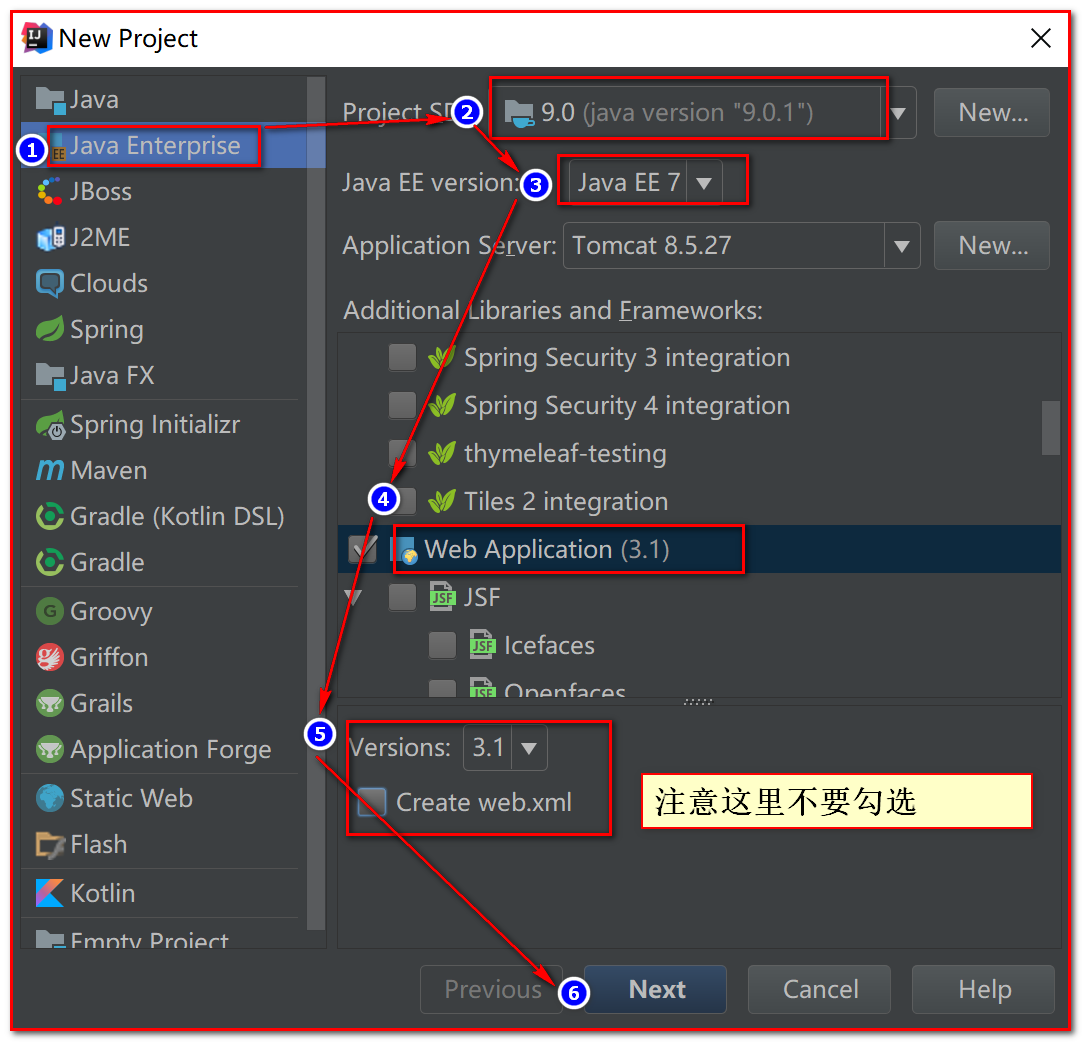 New Project
Java
Java Enterprise
JBoss
J2ME
Clouds
Spring
Java FX
Spring Initializr
Maven
Gradle (Kotlin DSL)
Gradle
Groovy
Griffon
Grails
Application Forge
Static Web
Flash
Kotlin
Empty Project
1
Project SD
2
9.0 (java version "9.0.1")
New...
Java EE version:
3
Java EE 7
Application Server:
Tomcat 8.5.27
New...
Additional Libraries and Frameworks:
Spring Security 3 integration
Spring Security 4 integration
thymeleaf-testing
4
Tiles 2 integration
Web Application (3.1)
JSF
Icefaces
Openfaces
5
Versions: 3.1
Create web.xml
注意这里不要勾选
Previous
6
Next
Cancel
Help